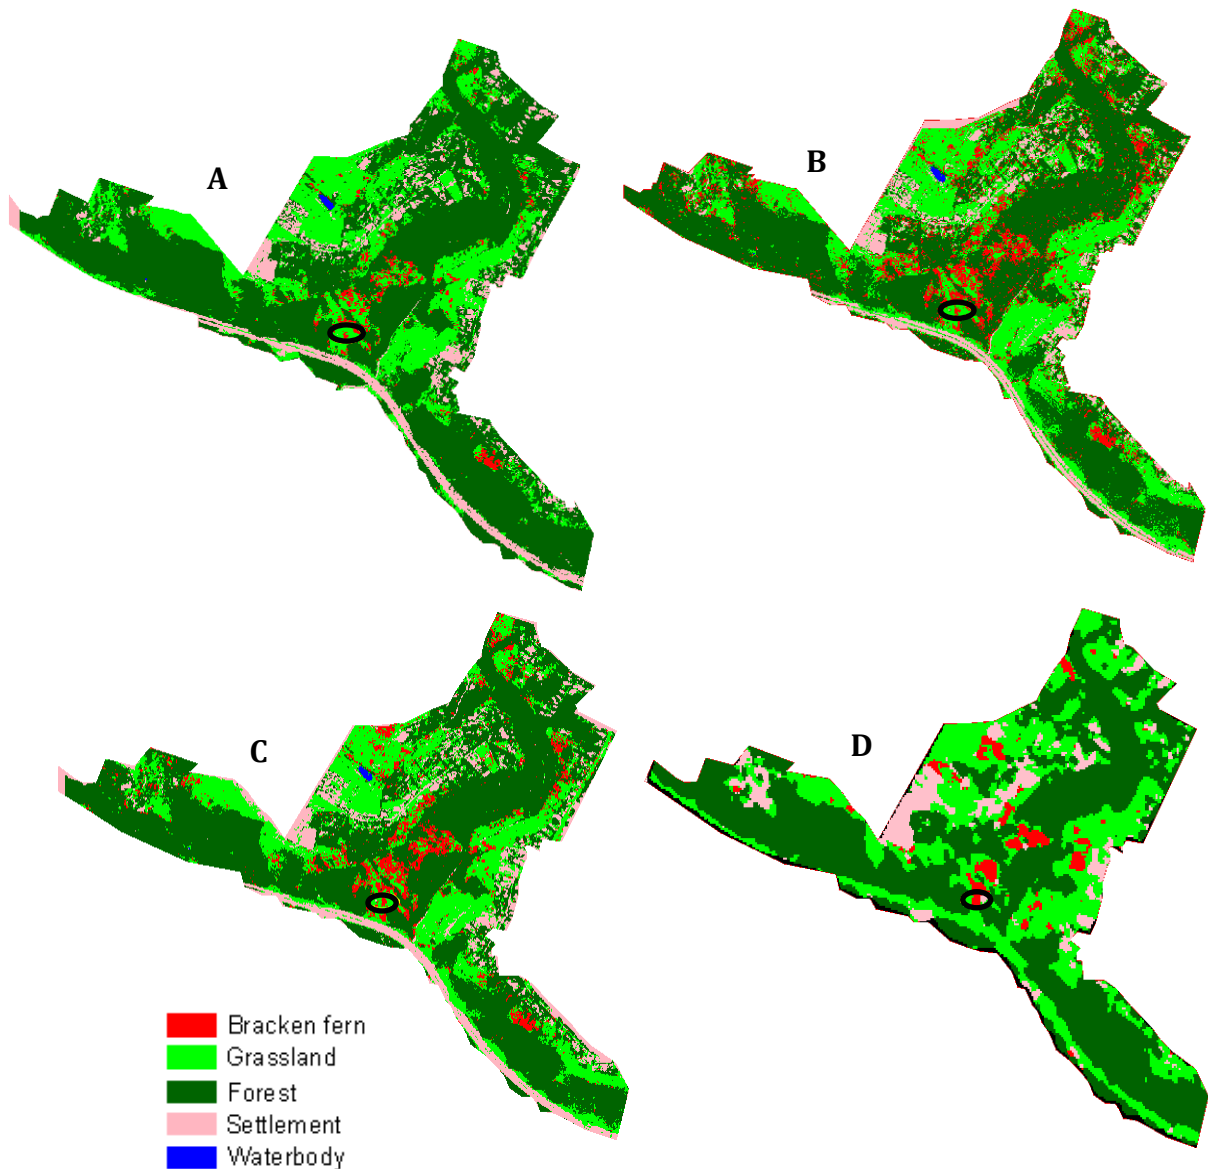 A
B
C
D
Bracken fern
Grassland
Forest
Settlement
Waterbody